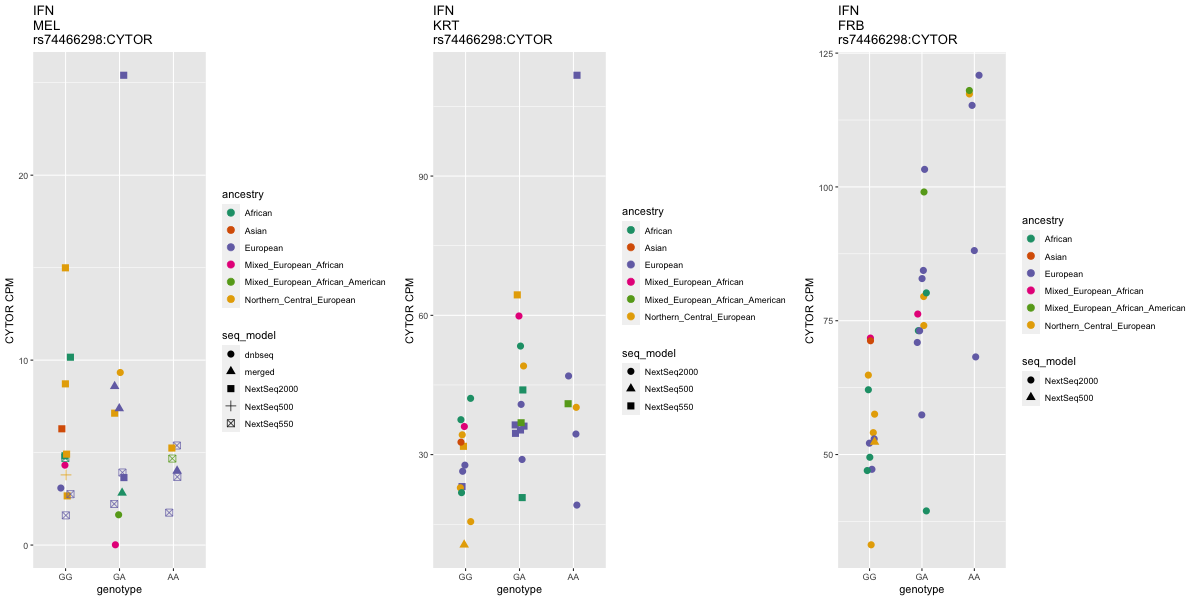 IFN
MEL
rs74466298:CYTOR
CYTOR CPM
20
10
0
GG
GA
AA
genotype
ancestry
African
Asian
European
Mixed_European_African
Mixed_European_African_American
Northern_Central_European
seq_model
dnbseq
merged
NextSeq2000
NextSeq500
NextSeq550
IFN
KRT
rs74466298:CYTOR
CYTOR CPM
90
60
30
GG
GA
AA
genotype
ancestry
African
Asian
European
Mixed_European_African
Mixed_European_African_American
Northern_Central_European
seq_model
NextSeq2000
NextSeq500
NextSeq550
IFN
FRB
rs74466298:CYTOR
CYTOR CPM
125
100
75
50
GG
GA
AA
genotype
ancestry
African
Asian
European
Mixed_European_African
Mixed_European_African_American
Northern_Central_European
seq_model
NextSeq2000
NextSeq500